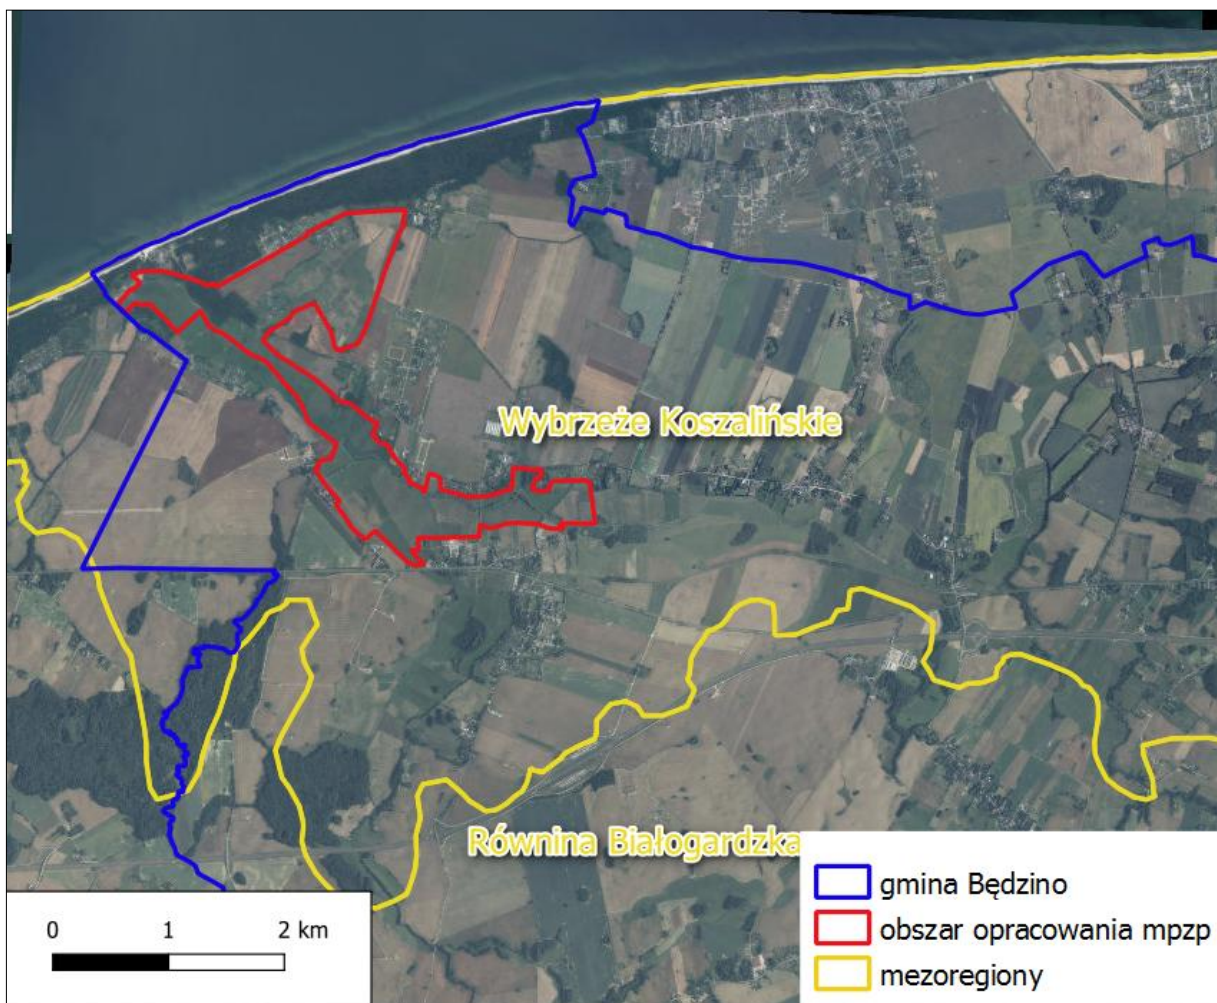 Wybrzeże Koszalińskie
Równina Białogardzka
gmina Będzino
obszar opracowania mpzp
mezoregiony
0 1 2 km